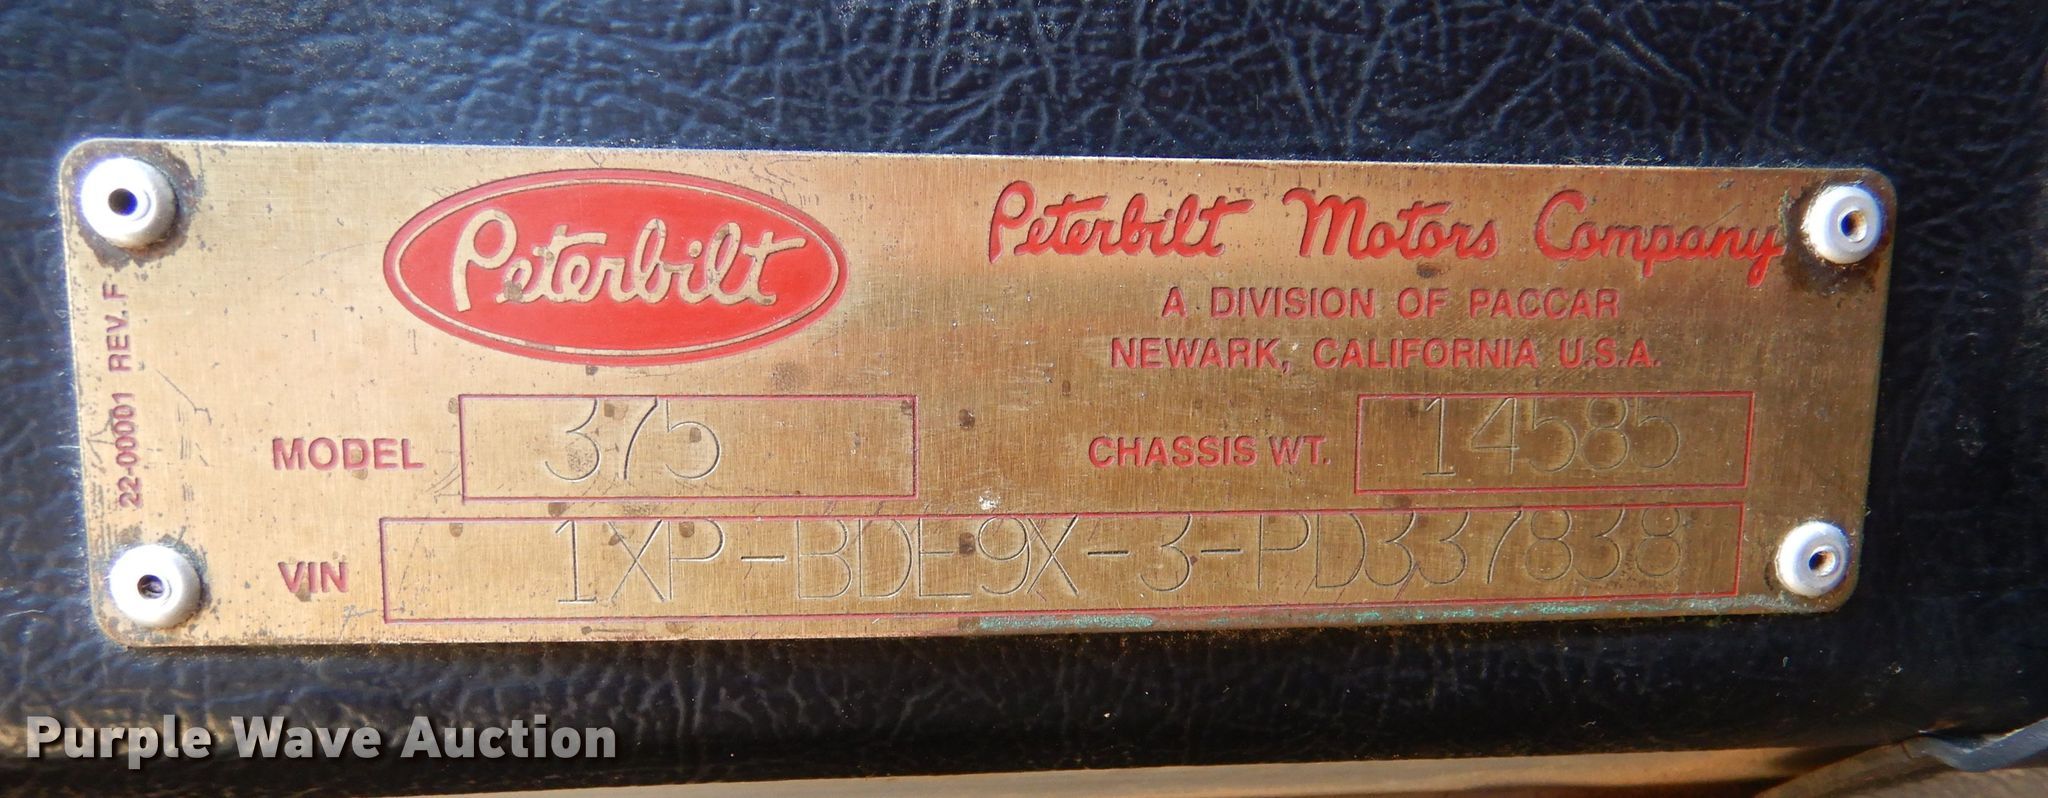 Peterbilt
Peterbilt Motors Company
A DIVISION OF PACCAR
NEWARK, CALIFORNIA U.S.A.
22-00001 REV. F
MODEL 375
CHASSIS WT. 14585
VIN 1XP-BDE9X-3-PD337838
Purple Wave Auction